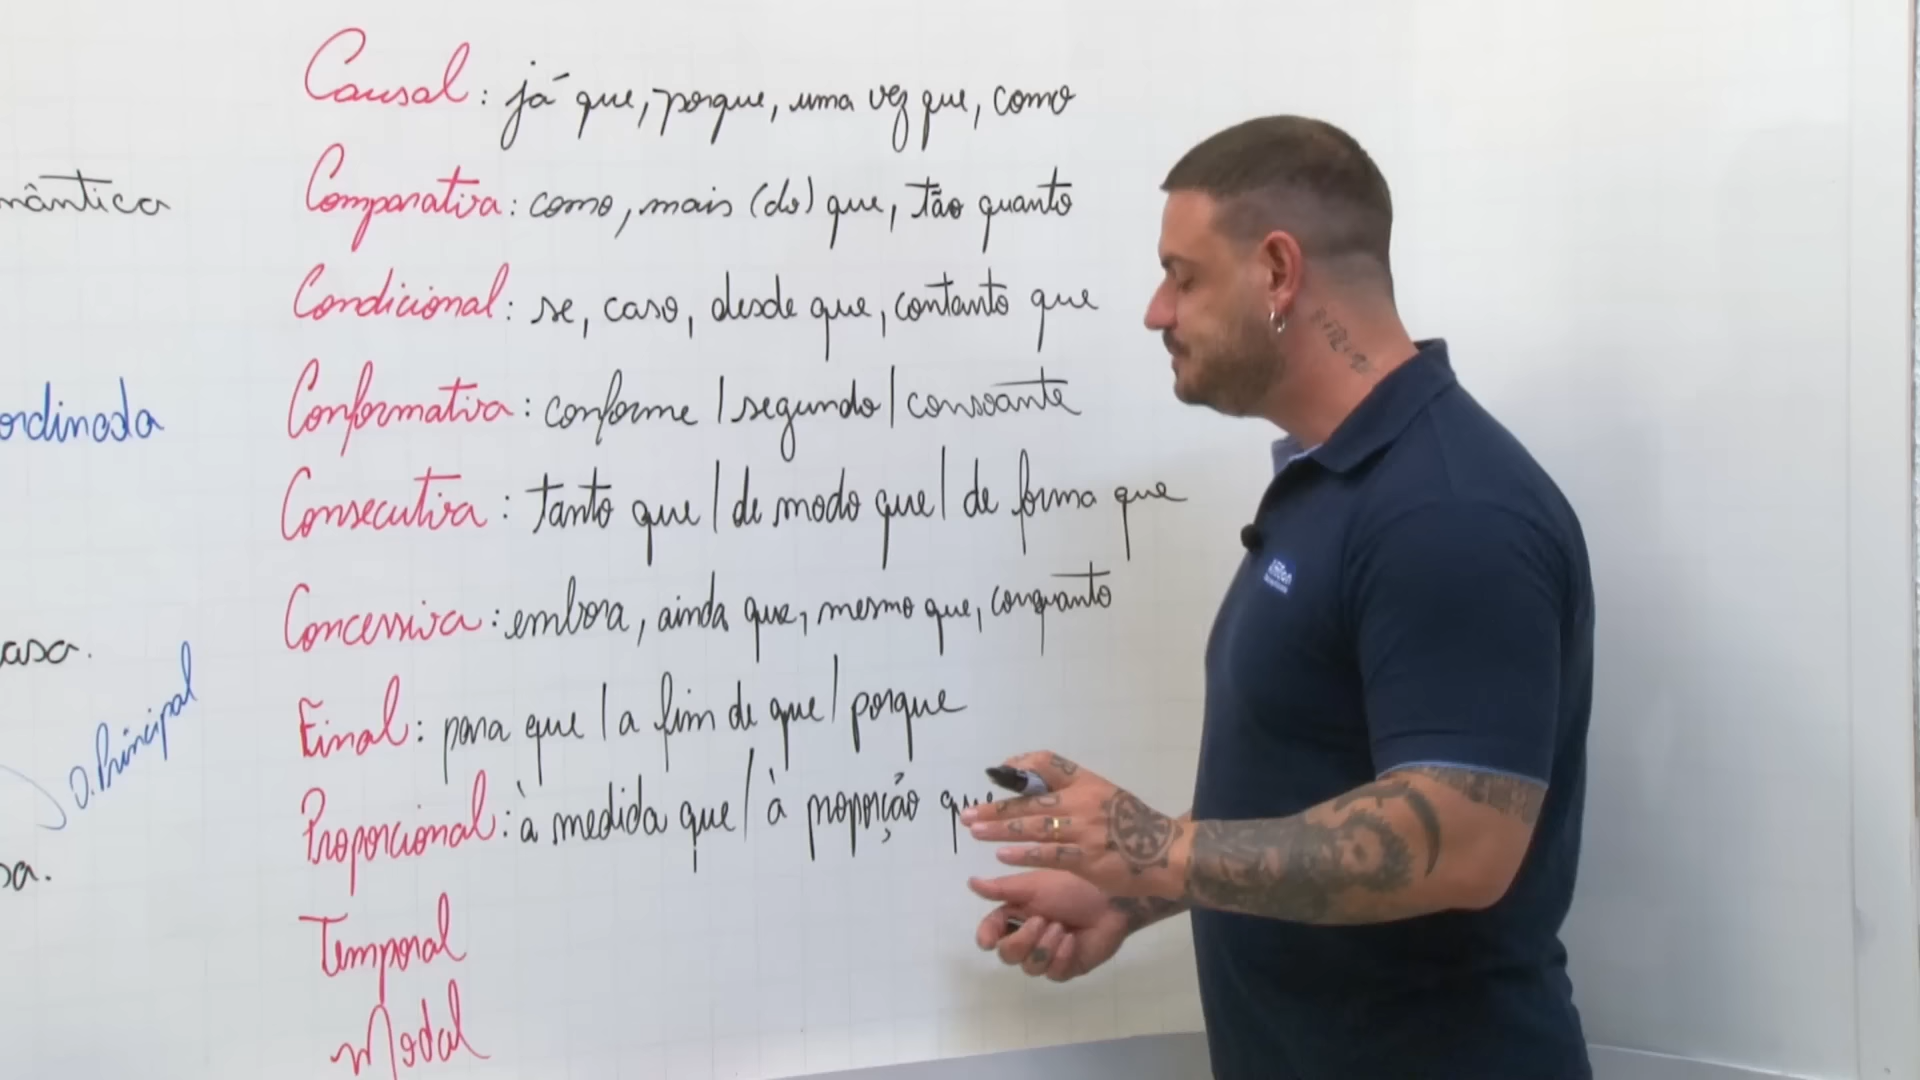 Causal: já que, porque, uma vez que, como
mântica
Comparativa: como, mais (do) que, tão quanto
Condicional: se, caso, desde que, contanto que
Conformativa: conforme / segundo / consoante
ordinada
Consecutiva: tanto que / de modo que / de forma que
Concessiva: embora, ainda que, mesmo que, conquanto
asa.
Final: para que / a fim de que / porque
O. Principal
Proporcional: à medida que / à proporção que
sa.
Temporal
Modal